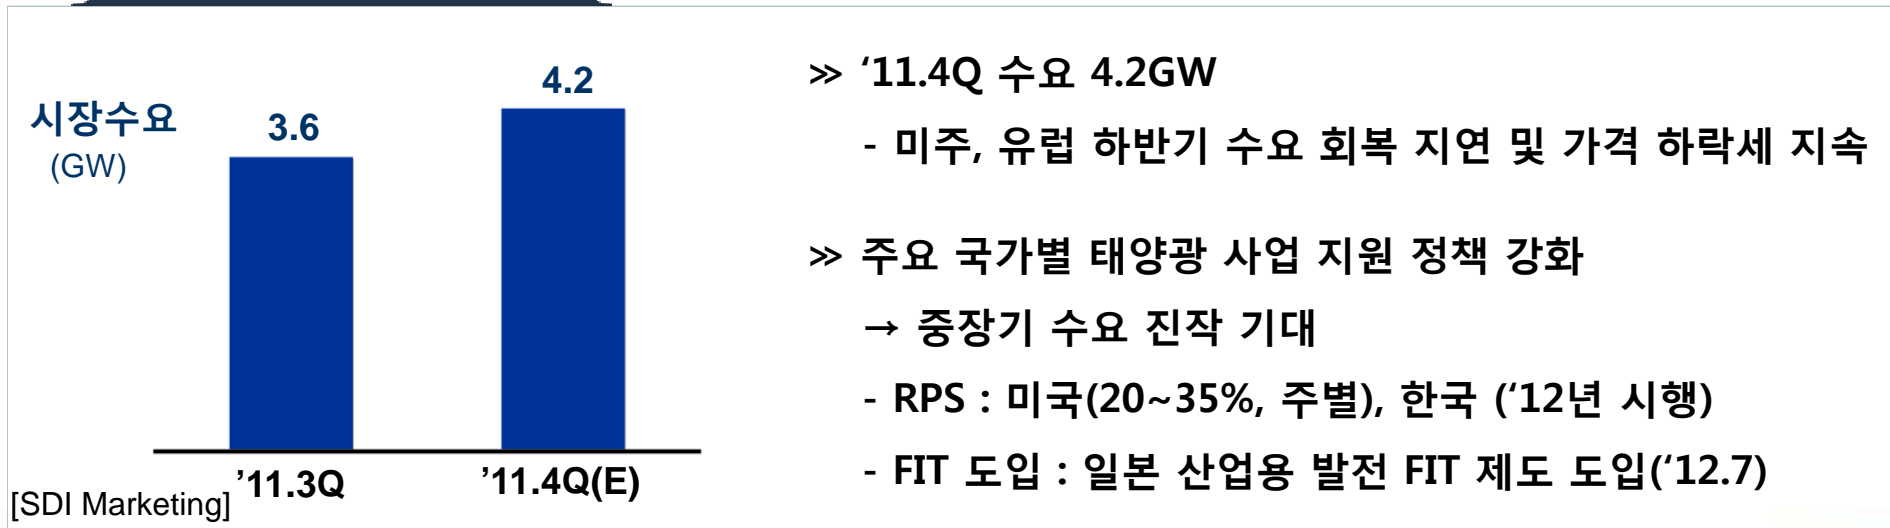 시장수요
(GW)
3.6
4.2
’11.3Q
’11.4Q(E)
[SDI Marketing]
≫ ‘11.4Q 수요 4.2GW
- 미주, 유럽 하반기 수요 회복 지연 및 가격 하락세 지속
≫ 주요 국가별 태양광 사업 지원 정책 강화
→ 중장기 수요 진작 기대
- RPS : 미국(20~35%, 주별), 한국 (‘12년 시행)
- FIT 도입 : 일본 산업용 발전 FIT 제도 도입(‘12.7)